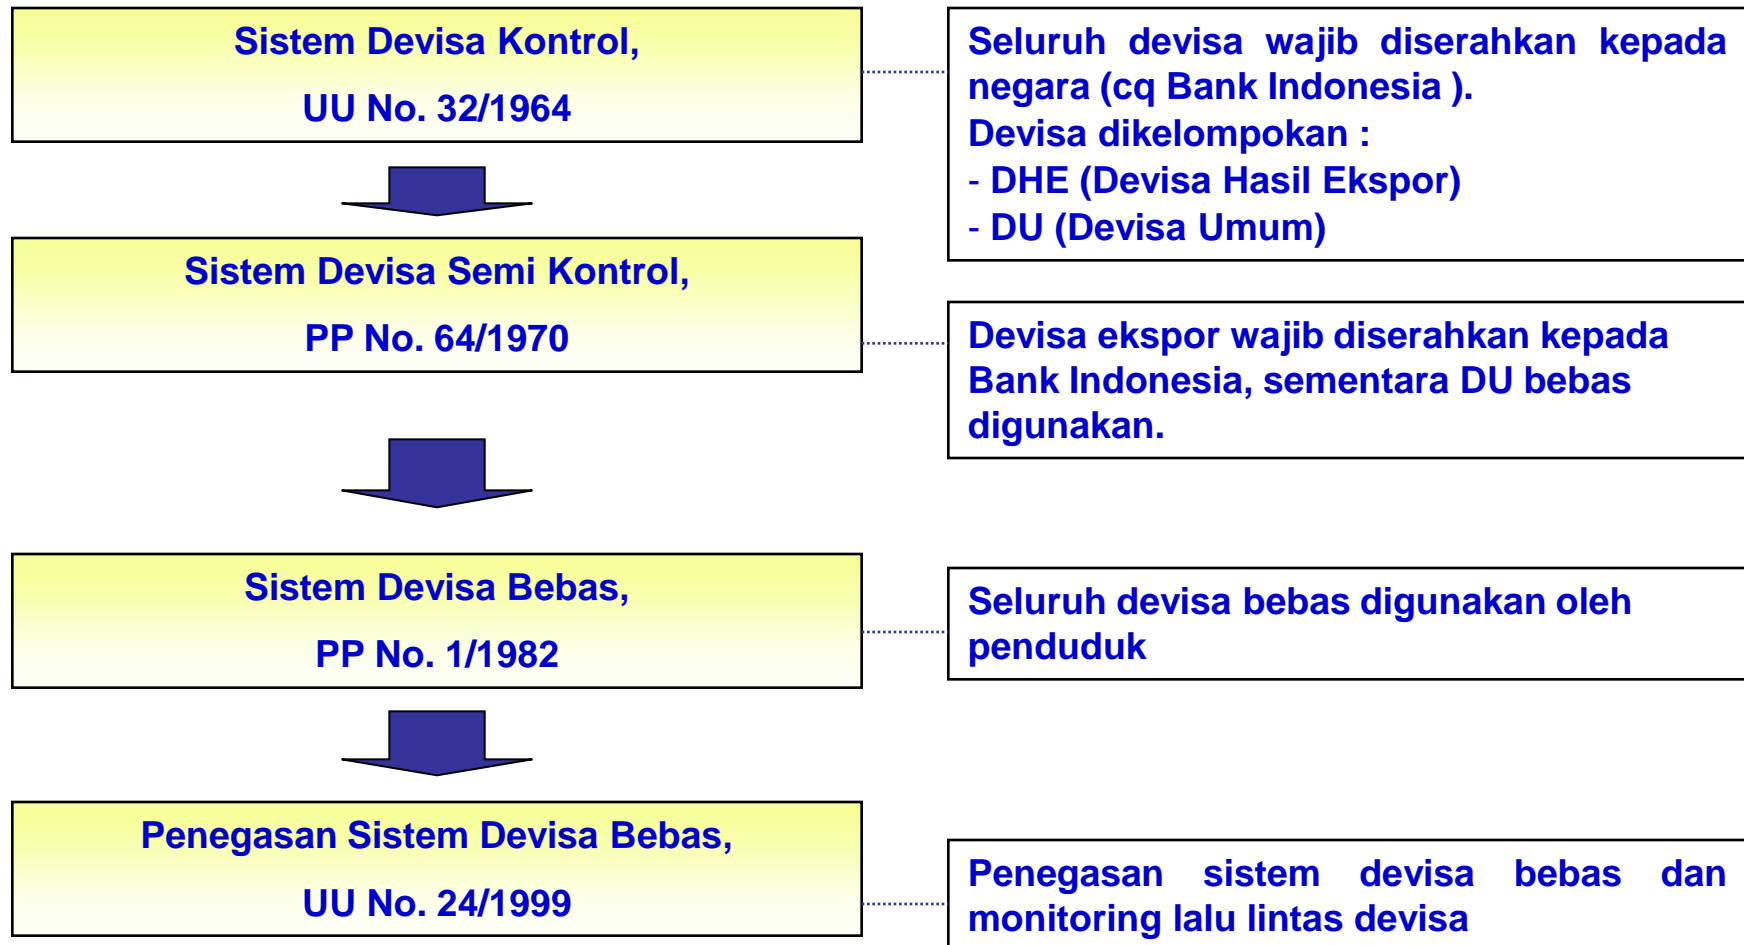 Sistem Devisa Kontrol,
UU No. 32/1964
Seluruh devisa wajib diserahkan kepada
negara (cq Bank Indonesia ).
Devisa dikelompokan :
- DHE (Devisa Hasil Ekspor)
- DU (Devisa Umum)
Sistem Devisa Semi Kontrol,
PP No. 64/1970
Devisa ekspor wajib diserahkan kepada
Bank Indonesia, sementara DU bebas
digunakan.
Sistem Devisa Bebas,
PP No. 1/1982
Seluruh devisa bebas digunakan oleh
penduduk
Penegasan Sistem Devisa Bebas,
UU No. 24/1999
Penegasan sistem devisa bebas dan
monitoring lalu lintas devisa